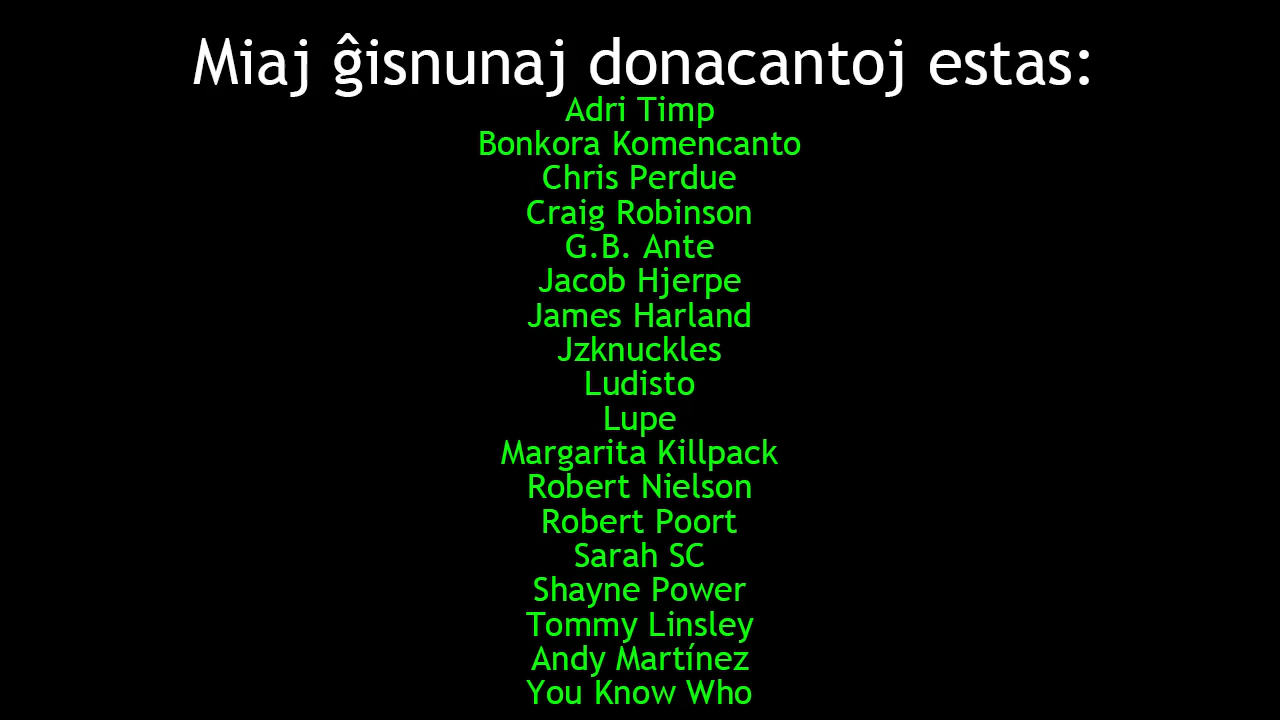 Miaj ĝisnunaj donacantoj estas:
Adri Timp
Bonkora Komencanto
Chris Perdue
Craig Robinson
G.B. Ante
Jacob Hjerpe
James Harland
Jzknuckles
Ludisto
Lupe
Margarita Killpack
Robert Nielson
Robert Poort
Sarah SC
Shayne Power
Tommy Linsley
Andy Martínez
You Know Who